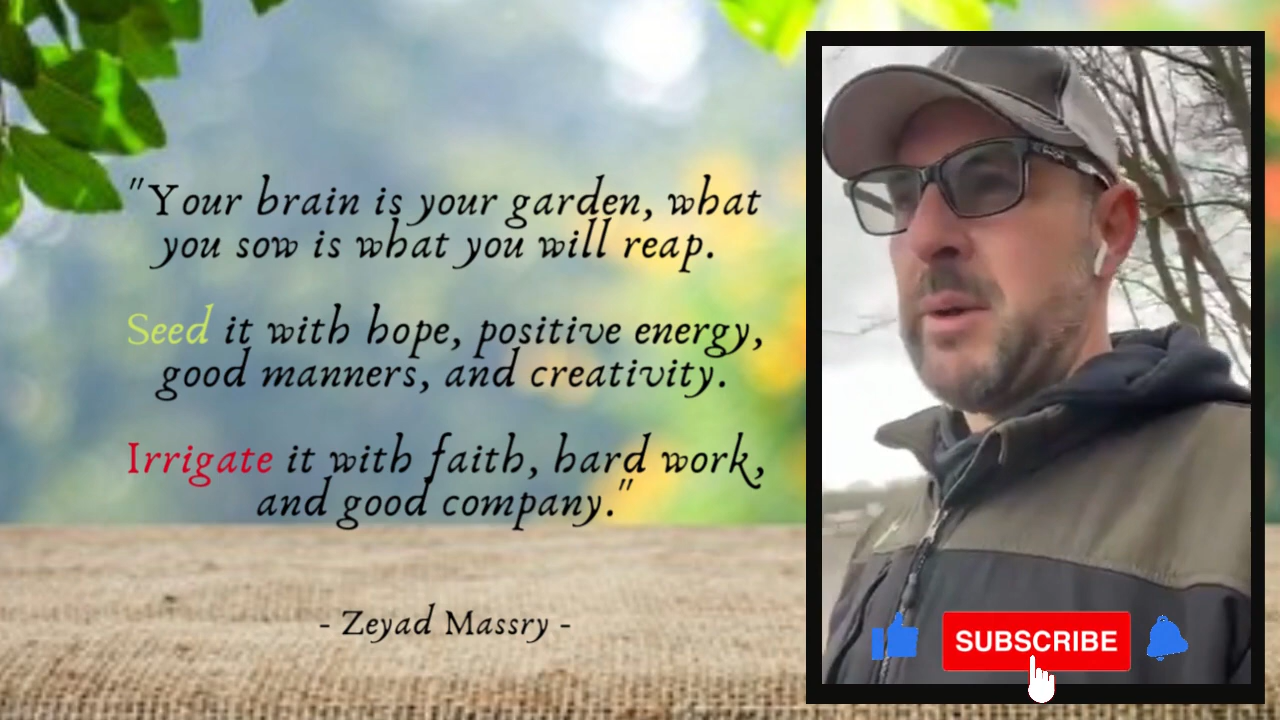 "Your brain is your garden, what
you sow is what you will reap.
Seed it with hope, positive energy,
good manners, and creativity.
Irrigate it with faith, hard work,
and good company."
- Zeyad Massry -
SUBSCRIBE